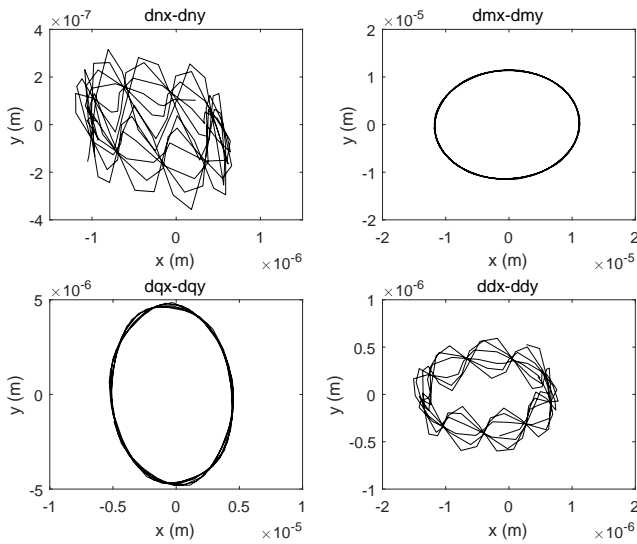 dnx-dny
×10⁻⁷
4
2
0
-2
-4
y (m)
-1 0 1
x (m)
×10⁻⁶
dmx-dmy
×10⁻⁵
2
1
0
-1
-2
y (m)
-2 -1 0 1 2
x (m)
×10⁻⁵
dqx-dqy
×10⁻⁶
5
0
-5
y (m)
-1 -0.5 0 0.5 1
x (m)
×10⁻⁵
ddx-ddy
×10⁻⁶
1
0.5
0
-0.5
-1
y (m)
-2 -1 0 1 2
x (m)
×10⁻⁶